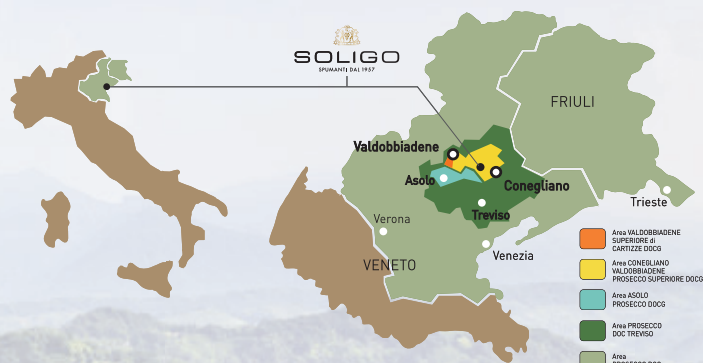 SOLIGO
SPUMANTI DAL 1957
FRIULI
Valdobbiadene
Asolo
Conegliano
Treviso
Trieste
Verona
Venezia
VENETO
Area VALDOBBIADENE
SUPERIORE di
CARTIZZE DOCG
Area CONEGLIANO
VALDOBBIADENE
PROSECCO SUPERIORE DOCG
Area ASOLO
PROSECCO DOCG
Area PROSECCO
DOC TREVISO
Area